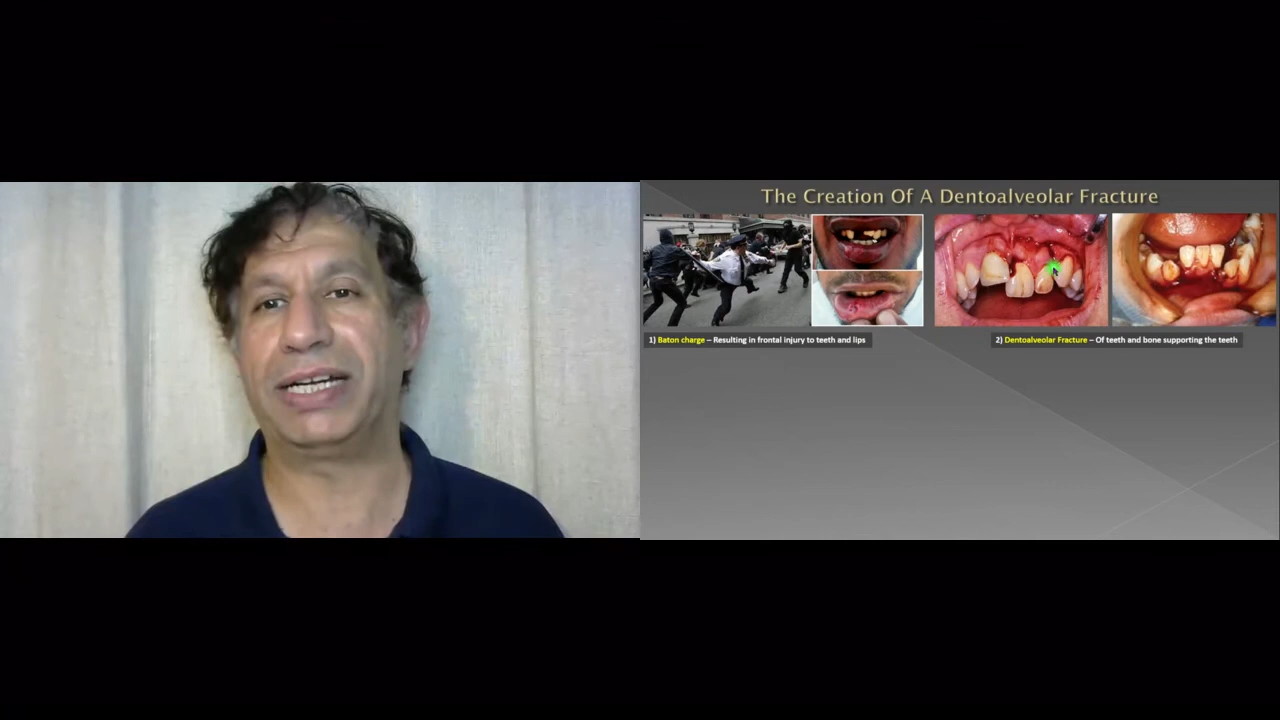 The Creation Of A Dentoalveolar Fracture
1) Baton charge – Resulting in frontal injury to teeth and lips
2) Dentoalveolar Fracture – Of teeth and bone supporting the teeth